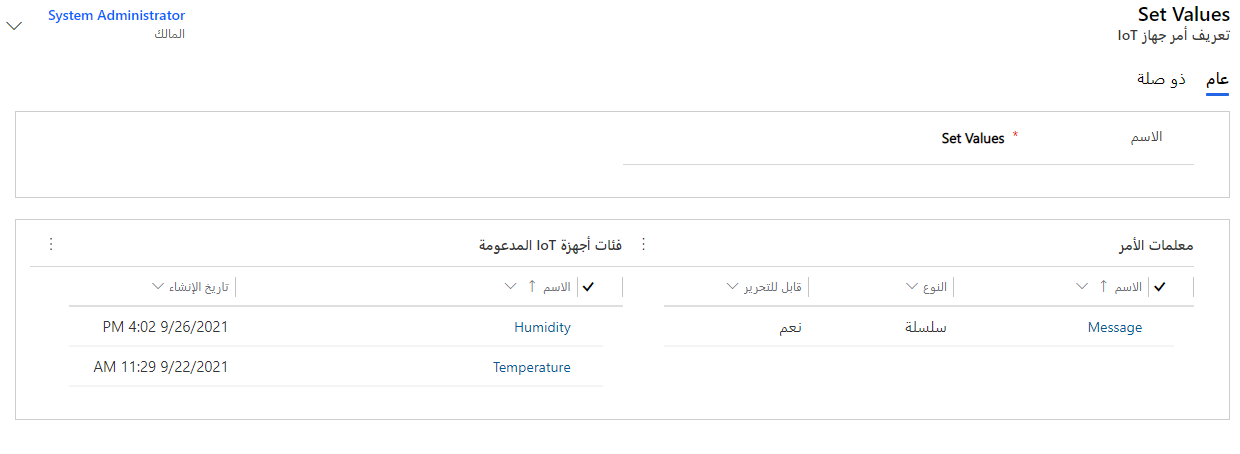 Set Values
تعريف أمر جهاز IoT
System Administrator
المالك
عام
ذو صلة
الاسم
* Set Values
معلمات الأمر
الاسم
النوع
قابل للتحرير
Message
سلسلة
نعم
فئات أجهزة IoT المدعومة
الاسم
تاريخ الإنشاء
Humidity
9/26/2021 4:02 PM
Temperature
9/22/2021 11:29 AM